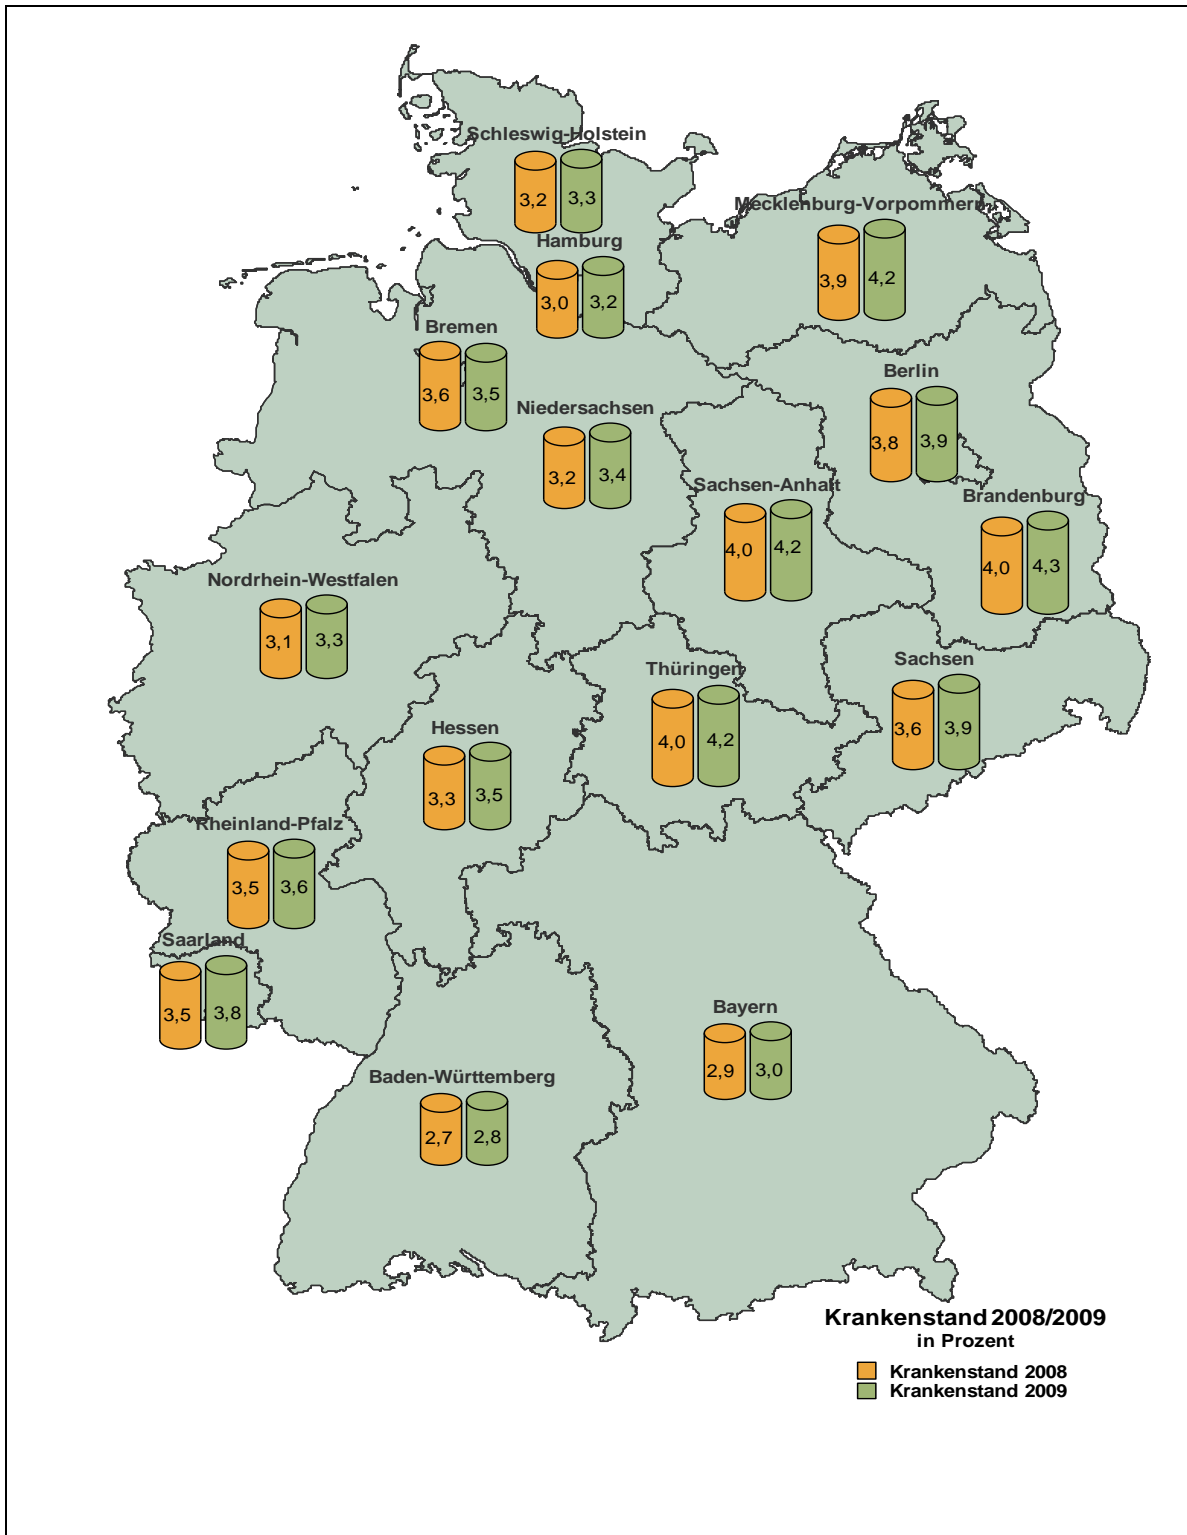 Schleswig-Holstein
3,2 3,3
Mecklenburg-Vorpommern
3,9 4,2
Hamburg
3,0 3,2
Bremen
3,6 3,5
Berlin
3,8 3,9
Niedersachsen
3,2 3,4
Sachsen-Anhalt
4,0 4,2
Brandenburg
4,0 4,3
Nordrhein-Westfalen
3,1 3,3
Thüringen
4,0 4,2
Sachsen
3,6 3,9
Hessen
3,3 3,5
Rheinland-Pfalz
3,5 3,6
Saarland
3,5 3,8
Bayern
2,9 3,0
Baden-Württemberg
2,7 2,8
Krankenstand 2008/2009
in Prozent
Krankenstand 2008
Krankenstand 2009